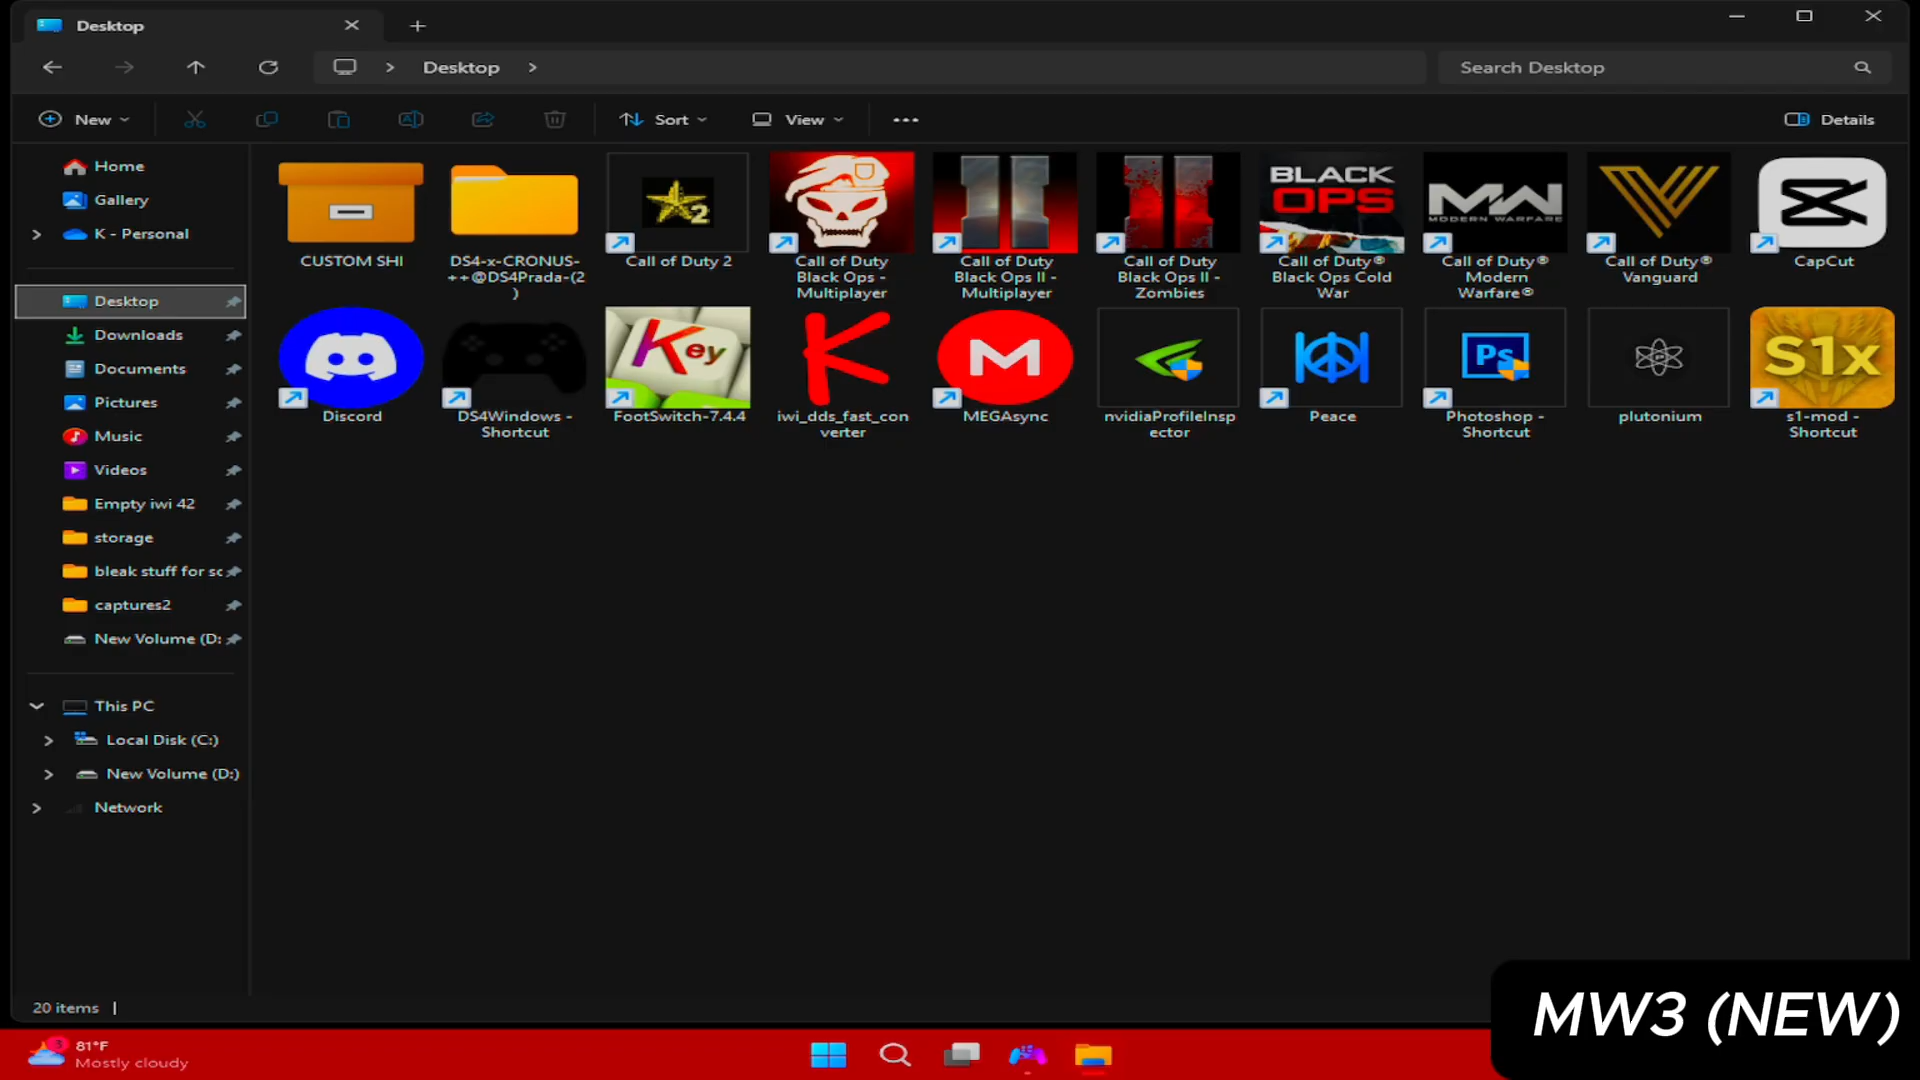 Desktop
Desktop
Search Desktop
New
Sort
View
Details
Home
Gallery
K - Personal
Desktop
Downloads
Documents
Pictures
Music
Videos
Empty iwi 42
storage
bleak stuff for sc
captures2
New Volume (D:
This PC
Local Disk (C:)
New Volume (D:)
Network
CUSTOM SHI
DS4-x-CRONUS-
++@DS4Prada-(2
)
2
Call of Duty 2
Call of Duty
Black Ops -
Multiplayer
Call of Duty
Black Ops II -
Multiplayer
Call of Duty
Black Ops II -
Zombies
BLACK
OPS
Call of Duty®
Black Ops Cold
War
MW
MODERN WARFARE
Call of Duty®
Modern
Warfare®
Call of Duty®
Vanguard
CapCut
Discord
DS4Windows -
Shortcut
Key
FootSwitch-7.4.4
K
iwi_dds_fast_con
verter
M
MEGAsync
nvidiaProfileInsp
ector
Peace
Ps
Photoshop -
Shortcut
plutonium
S1x
s1-mod -
Shortcut
20 items
MW3 (NEW)
3
81°F
Mostly cloudy